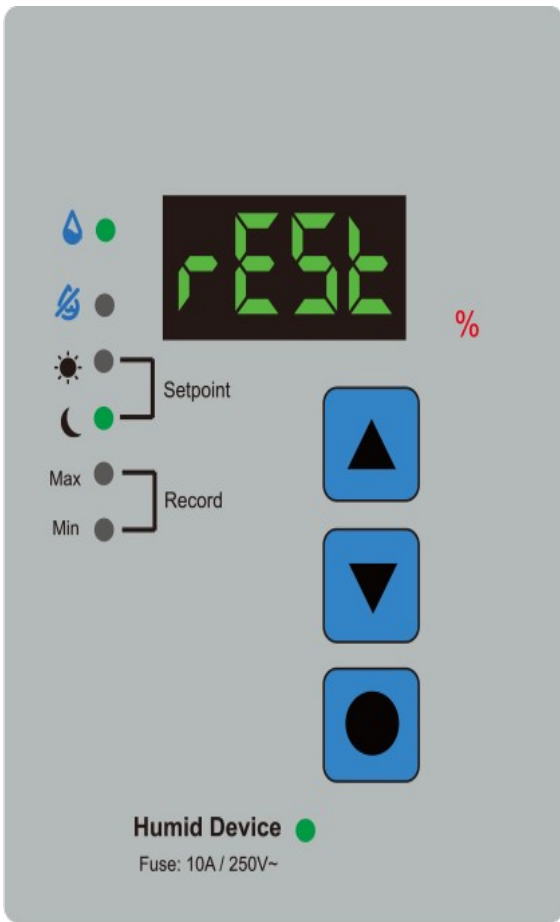 rESt
%
Setpoint
Max
Record
Min
Humid Device
Fuse: 10A / 250V~